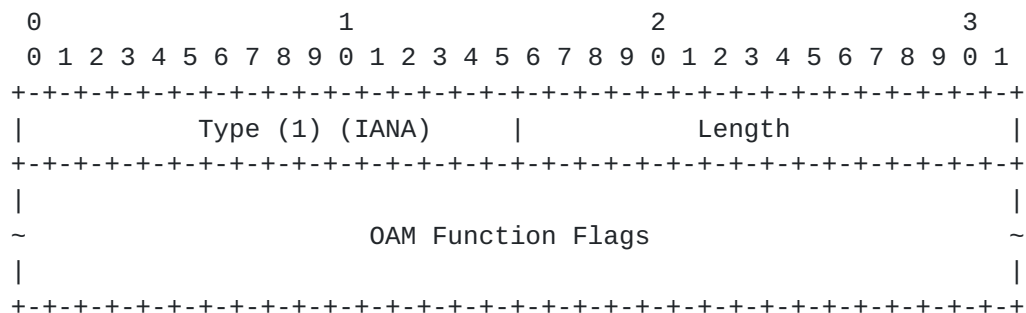 0                   1                   2                   3
 0 1 2 3 4 5 6 7 8 9 0 1 2 3 4 5 6 7 8 9 0 1 2 3 4 5 6 7 8 9 0 1
+-+-+-+-+-+-+-+-+-+-+-+-+-+-+-+-+-+-+-+-+-+-+-+-+-+-+-+-+-+-+-+-+
|           Type (1) (IANA)     |           Length              |
+-+-+-+-+-+-+-+-+-+-+-+-+-+-+-+-+-+-+-+-+-+-+-+-+-+-+-+-+-+-+-+-+
|                                                               |
~                      OAM Function Flags                       ~
|                                                               |
+-+-+-+-+-+-+-+-+-+-+-+-+-+-+-+-+-+-+-+-+-+-+-+-+-+-+-+-+-+-+-+-+